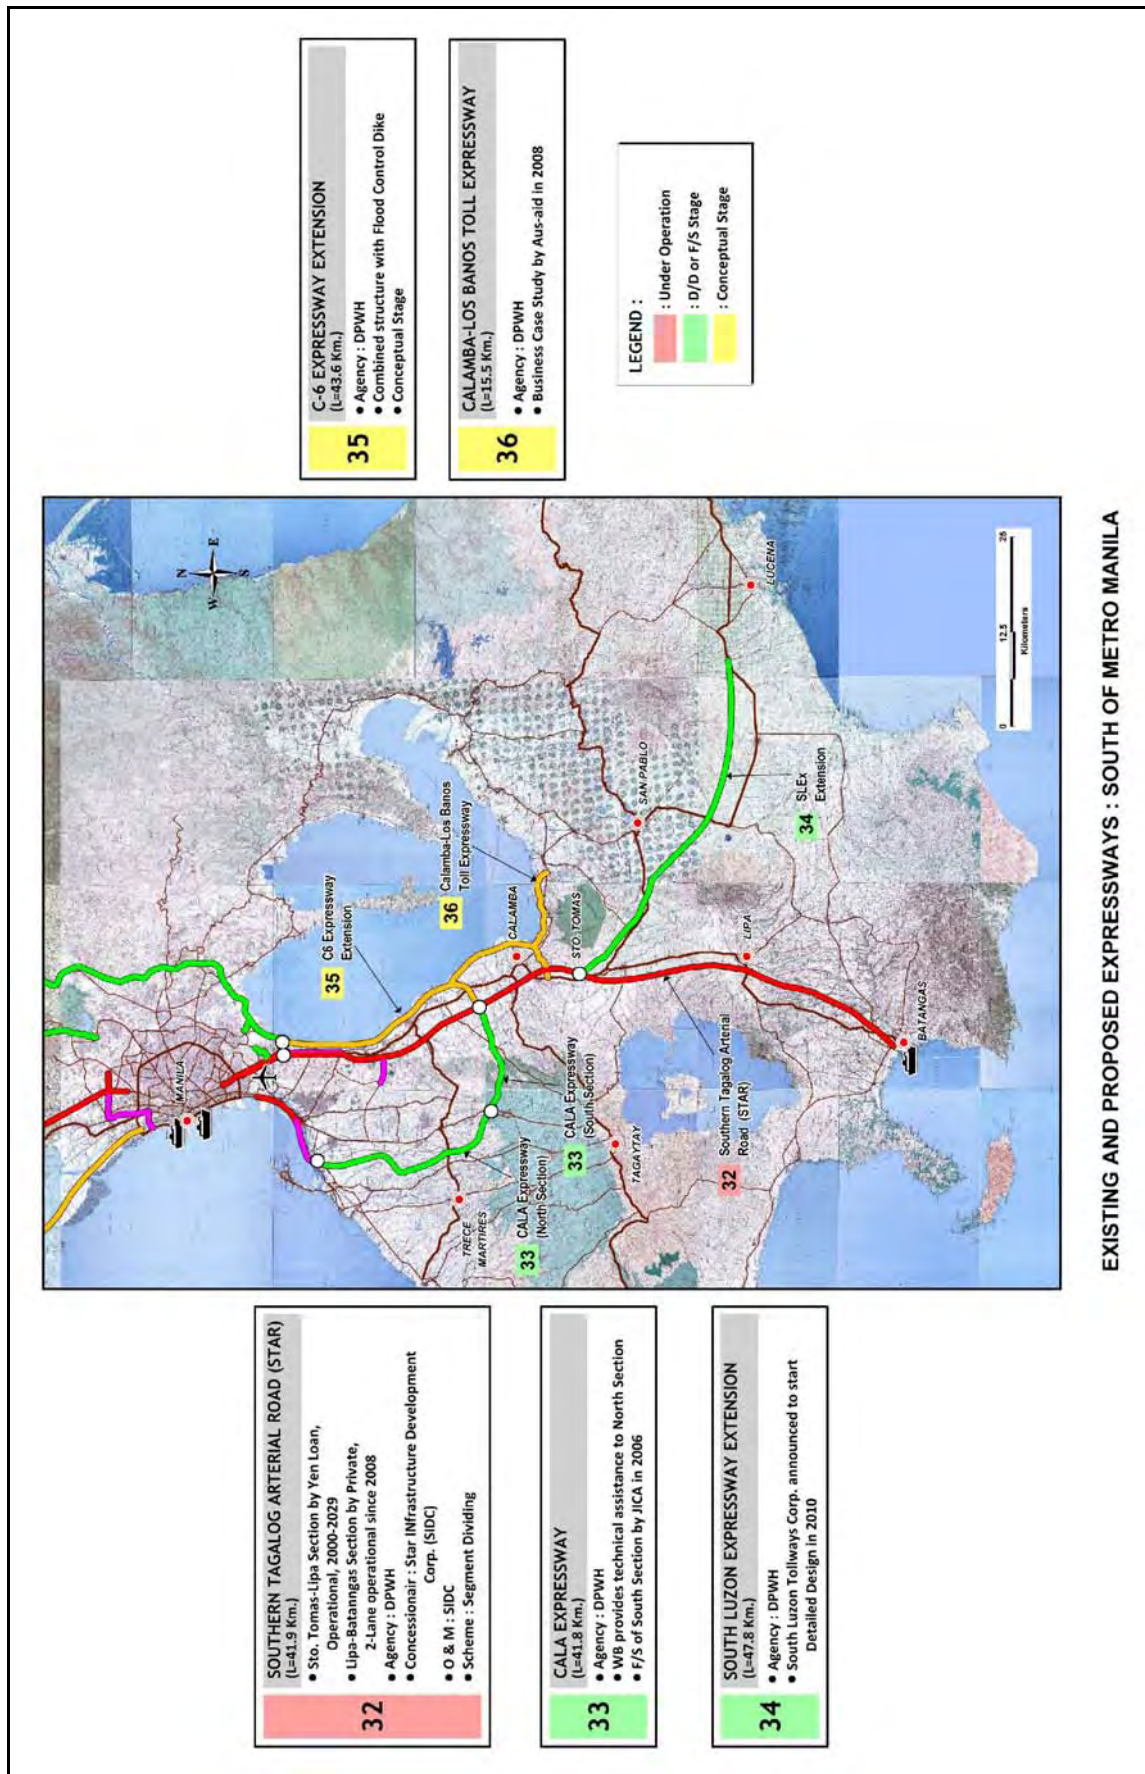 SOUTHERN TAGALOG ARTERIAL ROAD (STAR)
(L=41.9 Km.)
32
● Sto. Tomas-Lipa Section by Yen Loan,
Operational, 2000-2029
● Lipa-Batanngas Section by Private,
2-Lane operational since 2008
● Agency : DPWH
● Concessionair : Star INfrastructure Development
Corp. (SIDC)
● O & M : SIDC
● Scheme : Segment Dividing
CALA EXPRESSWAY
(L=41.8 Km.)
33
● Agency : DPWH
● WB provides technical assistance to North Section
● F/S of South Section by JICA in 2006
SOUTH LUZON EXPRESSWAY EXTENSION
(L=47.8 Km.)
34
● Agency : DPWH
● South Luzon Tollways Corp. announced to start
Detailed Design in 2010
N
W E
S
MANILA
35 C6 Expressway
Extension
36 Calamba-Los Banos
Toll Expressway
TRECE
MARTIRES
CALAMBA
33 CALA Expressway
(North Section)
33 CALA Expressway
(South Section)
STO. TOMAS
SAN PABLO
TAGAYTAY
32 Southern Tagalog Arterial
Road (STAR)
LIPA
34 SLEx
Extension
LUCENA
BATANGAS
0 12.5 25
Kilometers
C-6 EXPRESSWAY EXTENSION
(L=43.6 Km.)
35
● Agency : DPWH
● Combined structure with Flood Control Dike
● Conceptual Stage
CALAMBA-LOS BANOS TOLL EXPRESSWAY
(L=15.5 Km.)
36
● Agency : DPWH
● Business Case Study by Aus-aid in 2008
LEGEND :
: Under Operation
: D/D or F/S Stage
: Conceptual Stage
EXISTING AND PROPOSED EXPRESSWAYS : SOUTH OF METRO MANILA